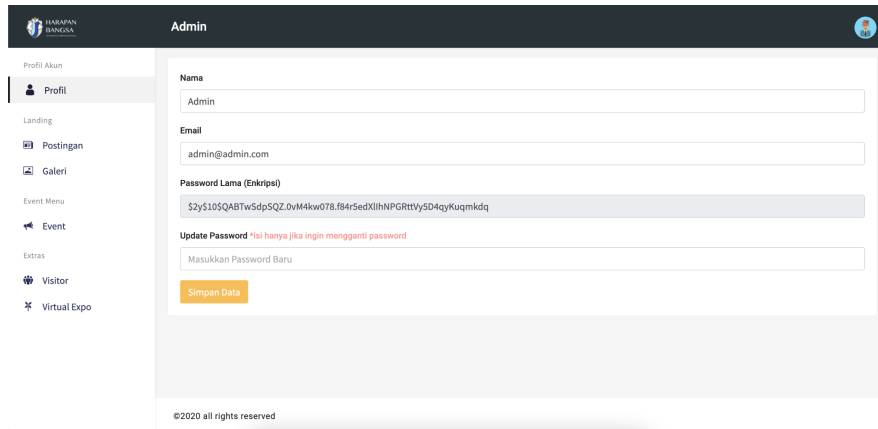 HARAPAN
BANGSA
Admin
Profil Akun
Profil
Landing
Postingan
Galeri
Event Menu
Event
Extras
Visitor
Virtual Expo
Nama
Admin
Email
admin@admin.com
Password Lama (Enkripsi)
$2y$10$QABTwSdpSQZ.0vM4kw078.f84r5edXlIhNPGRttVy5D4qyKuqmkdq
Update Password *isi hanya jika ingin mengganti password
Masukkan Password Baru
Simpan Data
©2020 all rights reserved